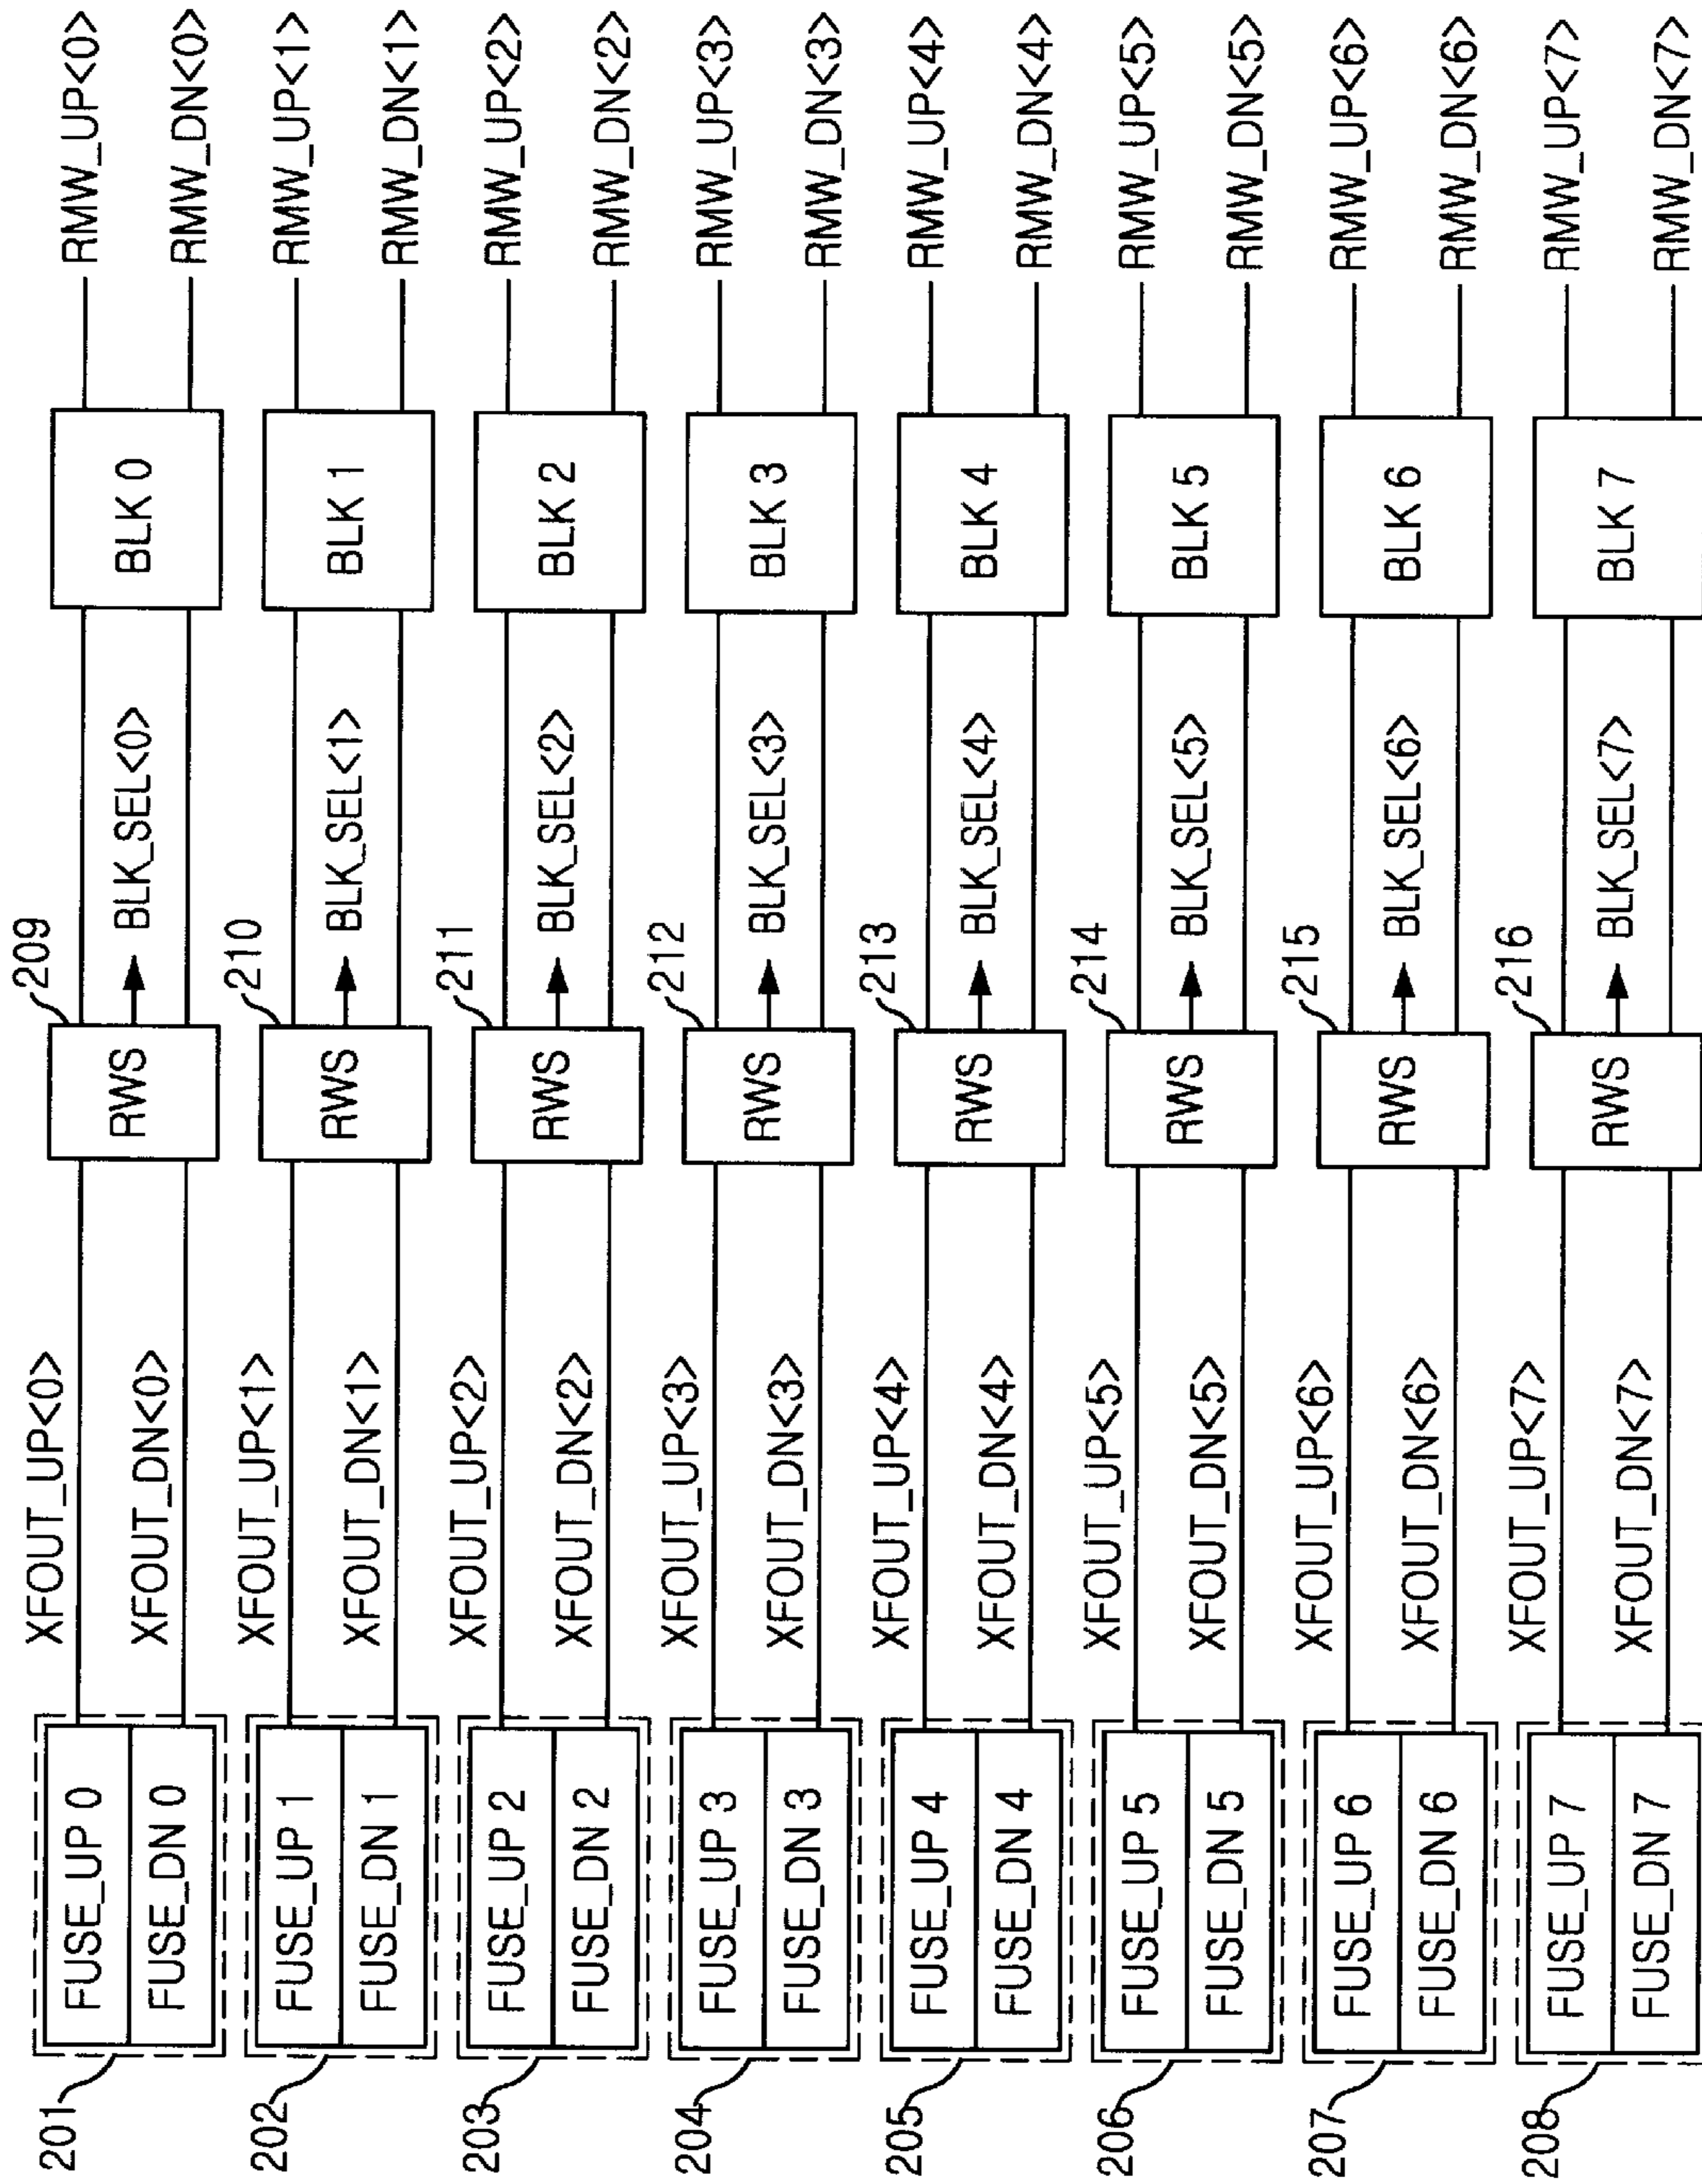 201
FUSE_UP 0
FUSE_DN 0
XFOUT_UP<0>
XFOUT_DN<0>
RWS
209
BLK_SEL<0>
BLK 0
RMW_UP<0>
RMW_DN<0>
202
FUSE_UP 1
FUSE_DN 1
XFOUT_UP<1>
XFOUT_DN<1>
RWS
210
BLK_SEL<1>
BLK 1
RMW_UP<1>
RMW_DN<1>
203
FUSE_UP 2
FUSE_DN 2
XFOUT_UP<2>
XFOUT_DN<2>
RWS
211
BLK_SEL<2>
BLK 2
RMW_UP<2>
RMW_DN<2>
204
FUSE_UP 3
FUSE_DN 3
XFOUT_UP<3>
XFOUT_DN<3>
RWS
212
BLK_SEL<3>
BLK 3
RMW_UP<3>
RMW_DN<3>
205
FUSE_UP 4
FUSE_DN 4
XFOUT_UP<4>
XFOUT_DN<4>
RWS
213
BLK_SEL<4>
BLK 4
RMW_UP<4>
RMW_DN<4>
206
FUSE_UP 5
FUSE_DN 5
XFOUT_UP<5>
XFOUT_DN<5>
RWS
214
BLK_SEL<5>
BLK 5
RMW_UP<5>
RMW_DN<5>
207
FUSE_UP 6
FUSE_DN 6
XFOUT_UP<6>
XFOUT_DN<6>
RWS
215
BLK_SEL<6>
BLK 6
RMW_UP<6>
RMW_DN<6>
208
FUSE_UP 7
FUSE_DN 7
XFOUT_UP<7>
XFOUT_DN<7>
RWS
216
BLK_SEL<7>
BLK 7
RMW_UP<7>
RMW_DN<7>